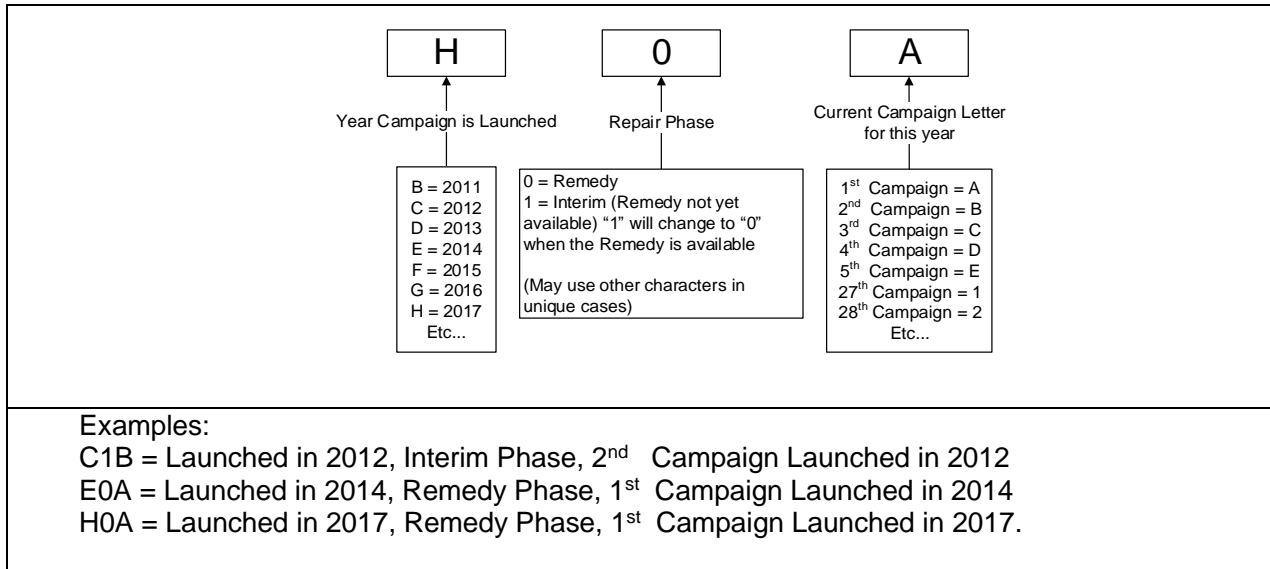 H
0
A
Year Campaign is Launched
Repair Phase
Current Campaign Letter
for this year
B = 2011
C = 2012
D = 2013
E = 2014
F = 2015
G = 2016
H = 2017
Etc...
0 = Remedy
1 = Interim (Remedy not yet
available) “1” will change to “0”
when the Remedy is available
(May use other characters in
unique cases)
1st Campaign = A
2nd Campaign = B
3rd Campaign = C
4th Campaign = D
5th Campaign = E
27th Campaign = 1
28th Campaign = 2
Etc...
Examples:
C1B = Launched in 2012, Interim Phase, 2nd Campaign Launched in 2012
E0A = Launched in 2014, Remedy Phase, 1st Campaign Launched in 2014
H0A = Launched in 2017, Remedy Phase, 1st Campaign Launched in 2017.